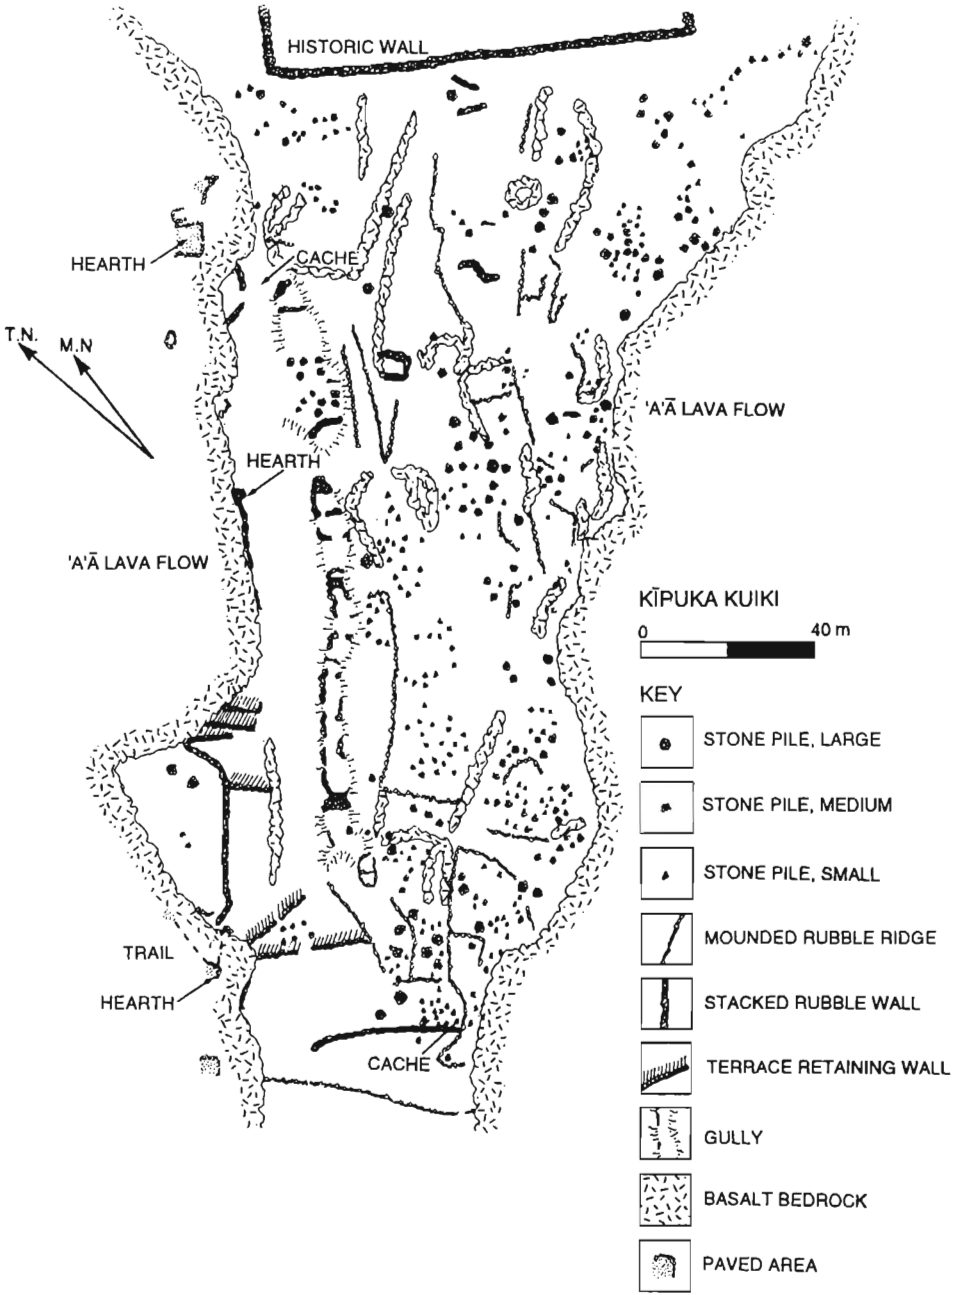 HISTORIC WALL
HEARTH
CACHE
T.N.
M.N
'A'Ā LAVA FLOW
HEARTH
'A'Ā LAVA FLOW
KĪPUKA KUIKI
0 40 m
KEY
STONE PILE, LARGE
STONE PILE, MEDIUM
STONE PILE, SMALL
MOUNDED RUBBLE RIDGE
TRAIL
HEARTH
STACKED RUBBLE WALL
CACHE
TERRACE RETAINING WALL
GULLY
BASALT BEDROCK
PAVED AREA